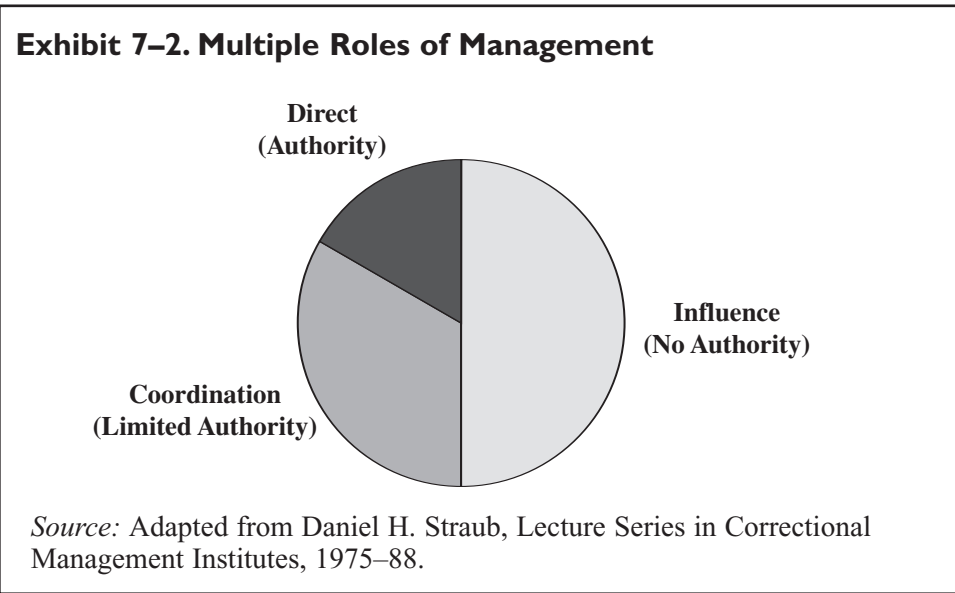 Exhibit 7–2. Multiple Roles of Management
Direct
(Authority)
Influence
(No Authority)
Coordination
(Limited Authority)
Source: Adapted from Daniel H. Straub, Lecture Series in Correctional
Management Institutes, 1975–88.